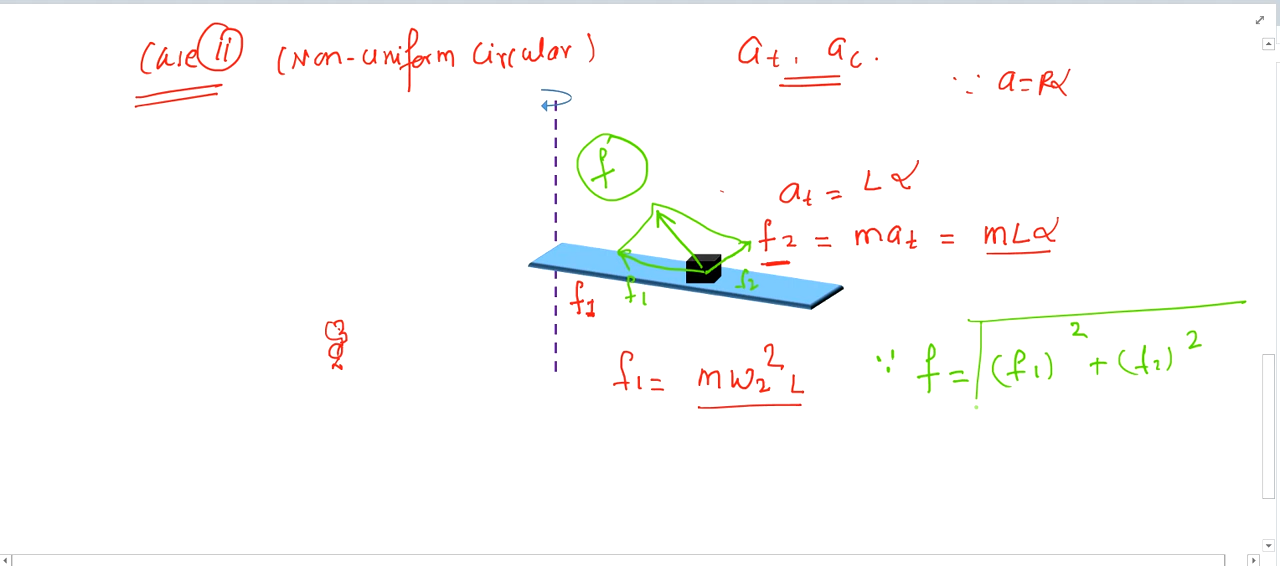 Case ii (Non-uniform Circular) at, ac. ∵ a=Rα
f
at = Lα
f2 = mat = mLα
f1 f1 f2
f1 = mω2²L ∵ f = √(f1)² + (f2)²